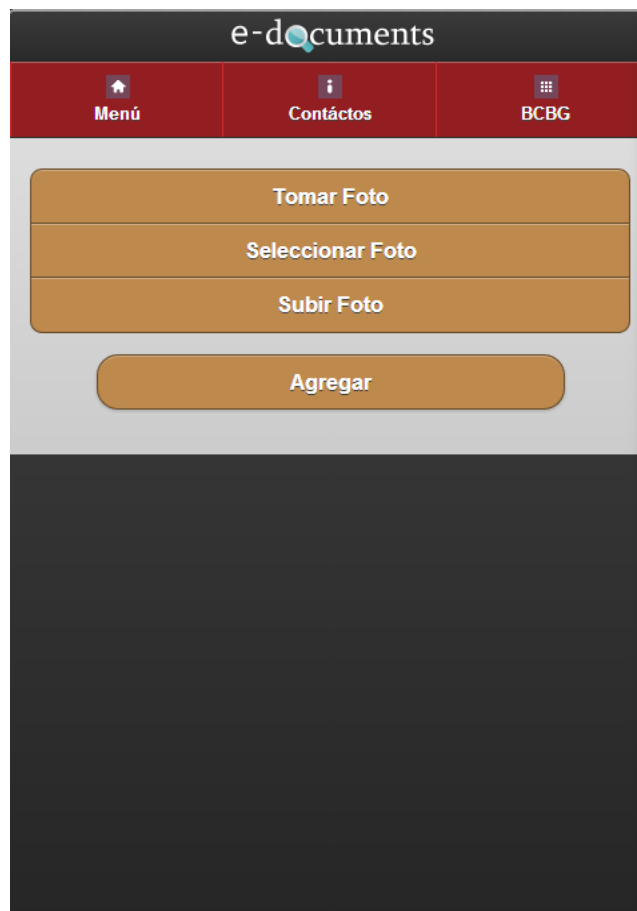 e-documents
Menú
Contáctos
BCBG
Tomar Foto
Seleccionar Foto
Subir Foto
Agregar